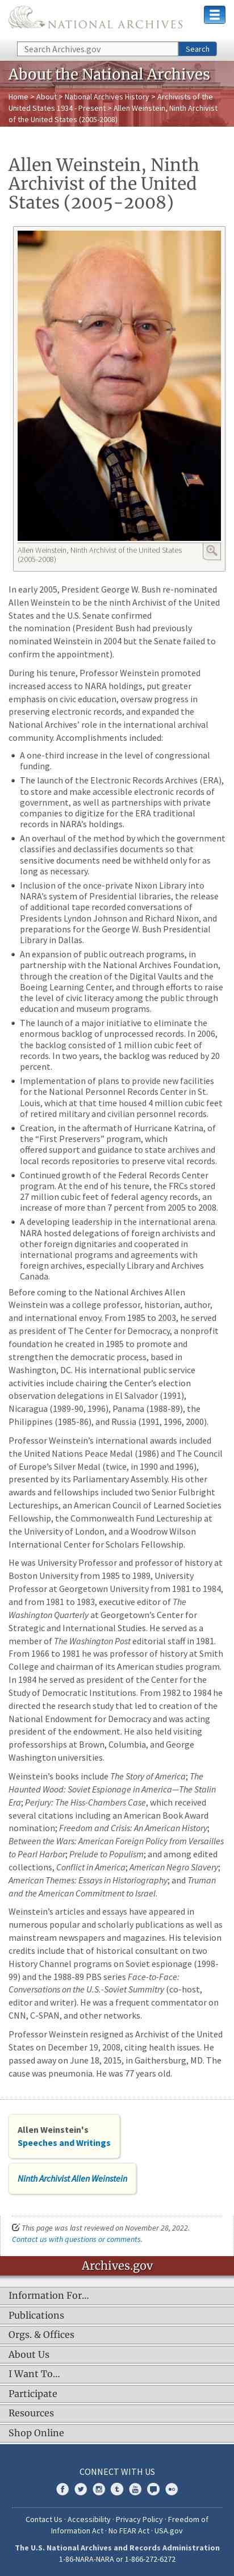 NATIONAL ARCHIVES
Search Archives.gov
Search
About the National Archives
Home > About > National Archives History > Archivists of the
United States 1934 - Present > Allen Weinstein, Ninth Archivist
of the United States (2005-2008)
Allen Weinstein, Ninth
Archivist of the United
States (2005-2008)
Allen Weinstein, Ninth Archivist of the United States
(2005-2008)
In early 2005, President George W. Bush re-nominated
Allen Weinstein to be the ninth Archivist of the United
States, and the U.S. Senate confirmed
the nomination (President Bush had previously
nominated Weinstein in 2004 but the Senate failed to
confirm the appointment).
During his tenure, Professor Weinstein promoted
increased access to NARA holdings, put greater
emphasis on civic education, oversaw progress in
preserving electronic records, and expanded the
National Archives' role in the international archival
community. Accomplishments included:
A one-third increase in the level of congressional
funding.
The launch of the Electronic Records Archives (ERA),
to store and make accessible electronic records of
government, as well as partnerships with private
companies to digitize for the ERA traditional
records in NARA's holdings.
An overhaul of the method by which the government
classifies and declassifies documents so that
sensitive documents need be withheld only for as
long as necessary.
Inclusion of the once-private Nixon Library into
NARA's system of Presidential libraries, the release
of additional tape recorded conversations of
Presidents Lyndon Johnson and Richard Nixon, and
preparations for the George W. Bush Presidential
Library in Dallas.
An expansion of public outreach programs, in
partnership with the National Archives Foundation,
through the creation of the Digital Vaults and the
Boeing Learning Center, and through efforts to raise
the level of civic literacy among the public through
education and museum programs.
The launch of a major initiative to eliminate the
enormous backlog of unprocessed records. In 2006,
the backlog consisted of 1 million cubic feet of
records. In two years, the backlog was reduced by 20
percent.
Implementation of plans to provide new facilities
for the National Personnel Records Center in St.
Louis, which at that time housed 4 million cubic feet
of retired military and civilian personnel records.
Creation, in the aftermath of Hurricane Katrina, of
the “First Preservers” program, which
offered support and guidance to state archives and
local records repositories to preserve vital records.
Continued growth of the Federal Records Center
program. At the end of his tenure, the FRCs stored
27 million cubic feet of federal agency records, an
increase of more than 7 percent from 2005 to 2008.
A developing leadership in the international arena.
NARA hosted delegations of foreign archivists and
other foreign dignitaries and cooperated in
international programs and agreements with
foreign archives, especially Library and Archives
Canada.
Before coming to the National Archives Allen
Weinstein was a college professor, historian, author,
and international envoy. From 1985 to 2003, he served
as president of The Center for Democracy, a nonprofit
foundation he created in 1985 to promote and
strengthen the democratic process, based in
Washington, DC. His international public service
activities include chairing the Center's election
observation delegations in El Salvador (1991),
Nicaragua (1989-90, 1996), Panama (1988-89), the
Philippines (1985-86), and Russia (1991, 1996, 2000).
Professor Weinstein's international awards included
the United Nations Peace Medal (1986) and The Council
of Europe's Silver Medal (twice, in 1990 and 1996),
presented by its Parliamentary Assembly. His other
awards and fellowships included two Senior Fulbright
Lectureships, an American Council of Learned Societies
Fellowship, the Commonwealth Fund Lectureship at
the University of London, and a Woodrow Wilson
International Center for Scholars Fellowship.
He was University Professor and professor of history at
Boston University from 1985 to 1989, University
Professor at Georgetown University from 1981 to 1984,
and from 1981 to 1983, executive editor of The
Washington Quarterly at Georgetown's Center for
Strategic and International Studies. He served as a
member of The Washington Post editorial staff in 1981.
From 1966 to 1981 he was professor of history at Smith
College and chairman of its American studies program.
In 1984 he served as president of the Center for the
Study of Democratic Institutions. From 1982 to 1984 he
directed the research study that led to creation of the
National Endowment for Democracy and was acting
president of the endowment. He also held visiting
professorships at Brown, Columbia, and George
Washington universities.
Weinstein's books include The Story of America; The
Haunted Wood: Soviet Espionage in America—The Stalin
Era; Perjury: The Hiss-Chambers Case, which received
several citations including an American Book Award
nomination; Freedom and Crisis: An American History;
Between the Wars: American Foreign Policy from Versailles
to Pearl Harbor; Prelude to Populism; and among edited
collections, Conflict in America; American Negro Slavery;
American Themes: Essays in Historiography; and Truman
and the American Commitment to Israel.
Weinstein's articles and essays have appeared in
numerous popular and scholarly publications as well as
mainstream newspapers and magazines. His television
credits include that of historical consultant on two
History Channel programs on Soviet espionage (1998-
99) and the 1988-89 PBS series Face-to-Face:
Conversations on the U.S.-Soviet Summitry (co-host,
editor and writer). He was a frequent commentator on
CNN, C-SPAN, and other networks.
Professor Weinstein resigned as Archivist of the United
States on December 19, 2008, citing health issues. He
passed away on June 18, 2015, in Gaithersburg, MD. The
cause was pneumonia. He was 77 years old.
Allen Weinstein's
Speeches and Writings
Ninth Archivist Allen Weinstein
This page was last reviewed on November 28, 2022.
Contact us with questions or comments.
Archives.gov
Information For…
Publications
Orgs. & Offices
About Us
I Want To…
Participate
Resources
Shop Online
CONNECT WITH US
Contact Us · Accessibility · Privacy Policy · Freedom of
Information Act · No FEAR Act · USA.gov
The U.S. National Archives and Records Administration
1-86-NARA-NARA or 1-866-272-6272